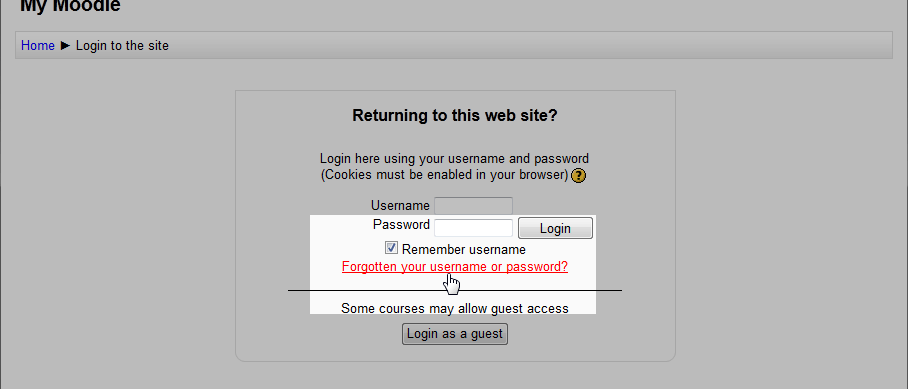 My Moodle
Home ► Login to the site
Returning to this web site?
Login here using your username and password
(Cookies must be enabled in your browser) ?
Username
Password Login
Remember username
Forgotten your username or password?
Some courses may allow guest access
Login as a guest